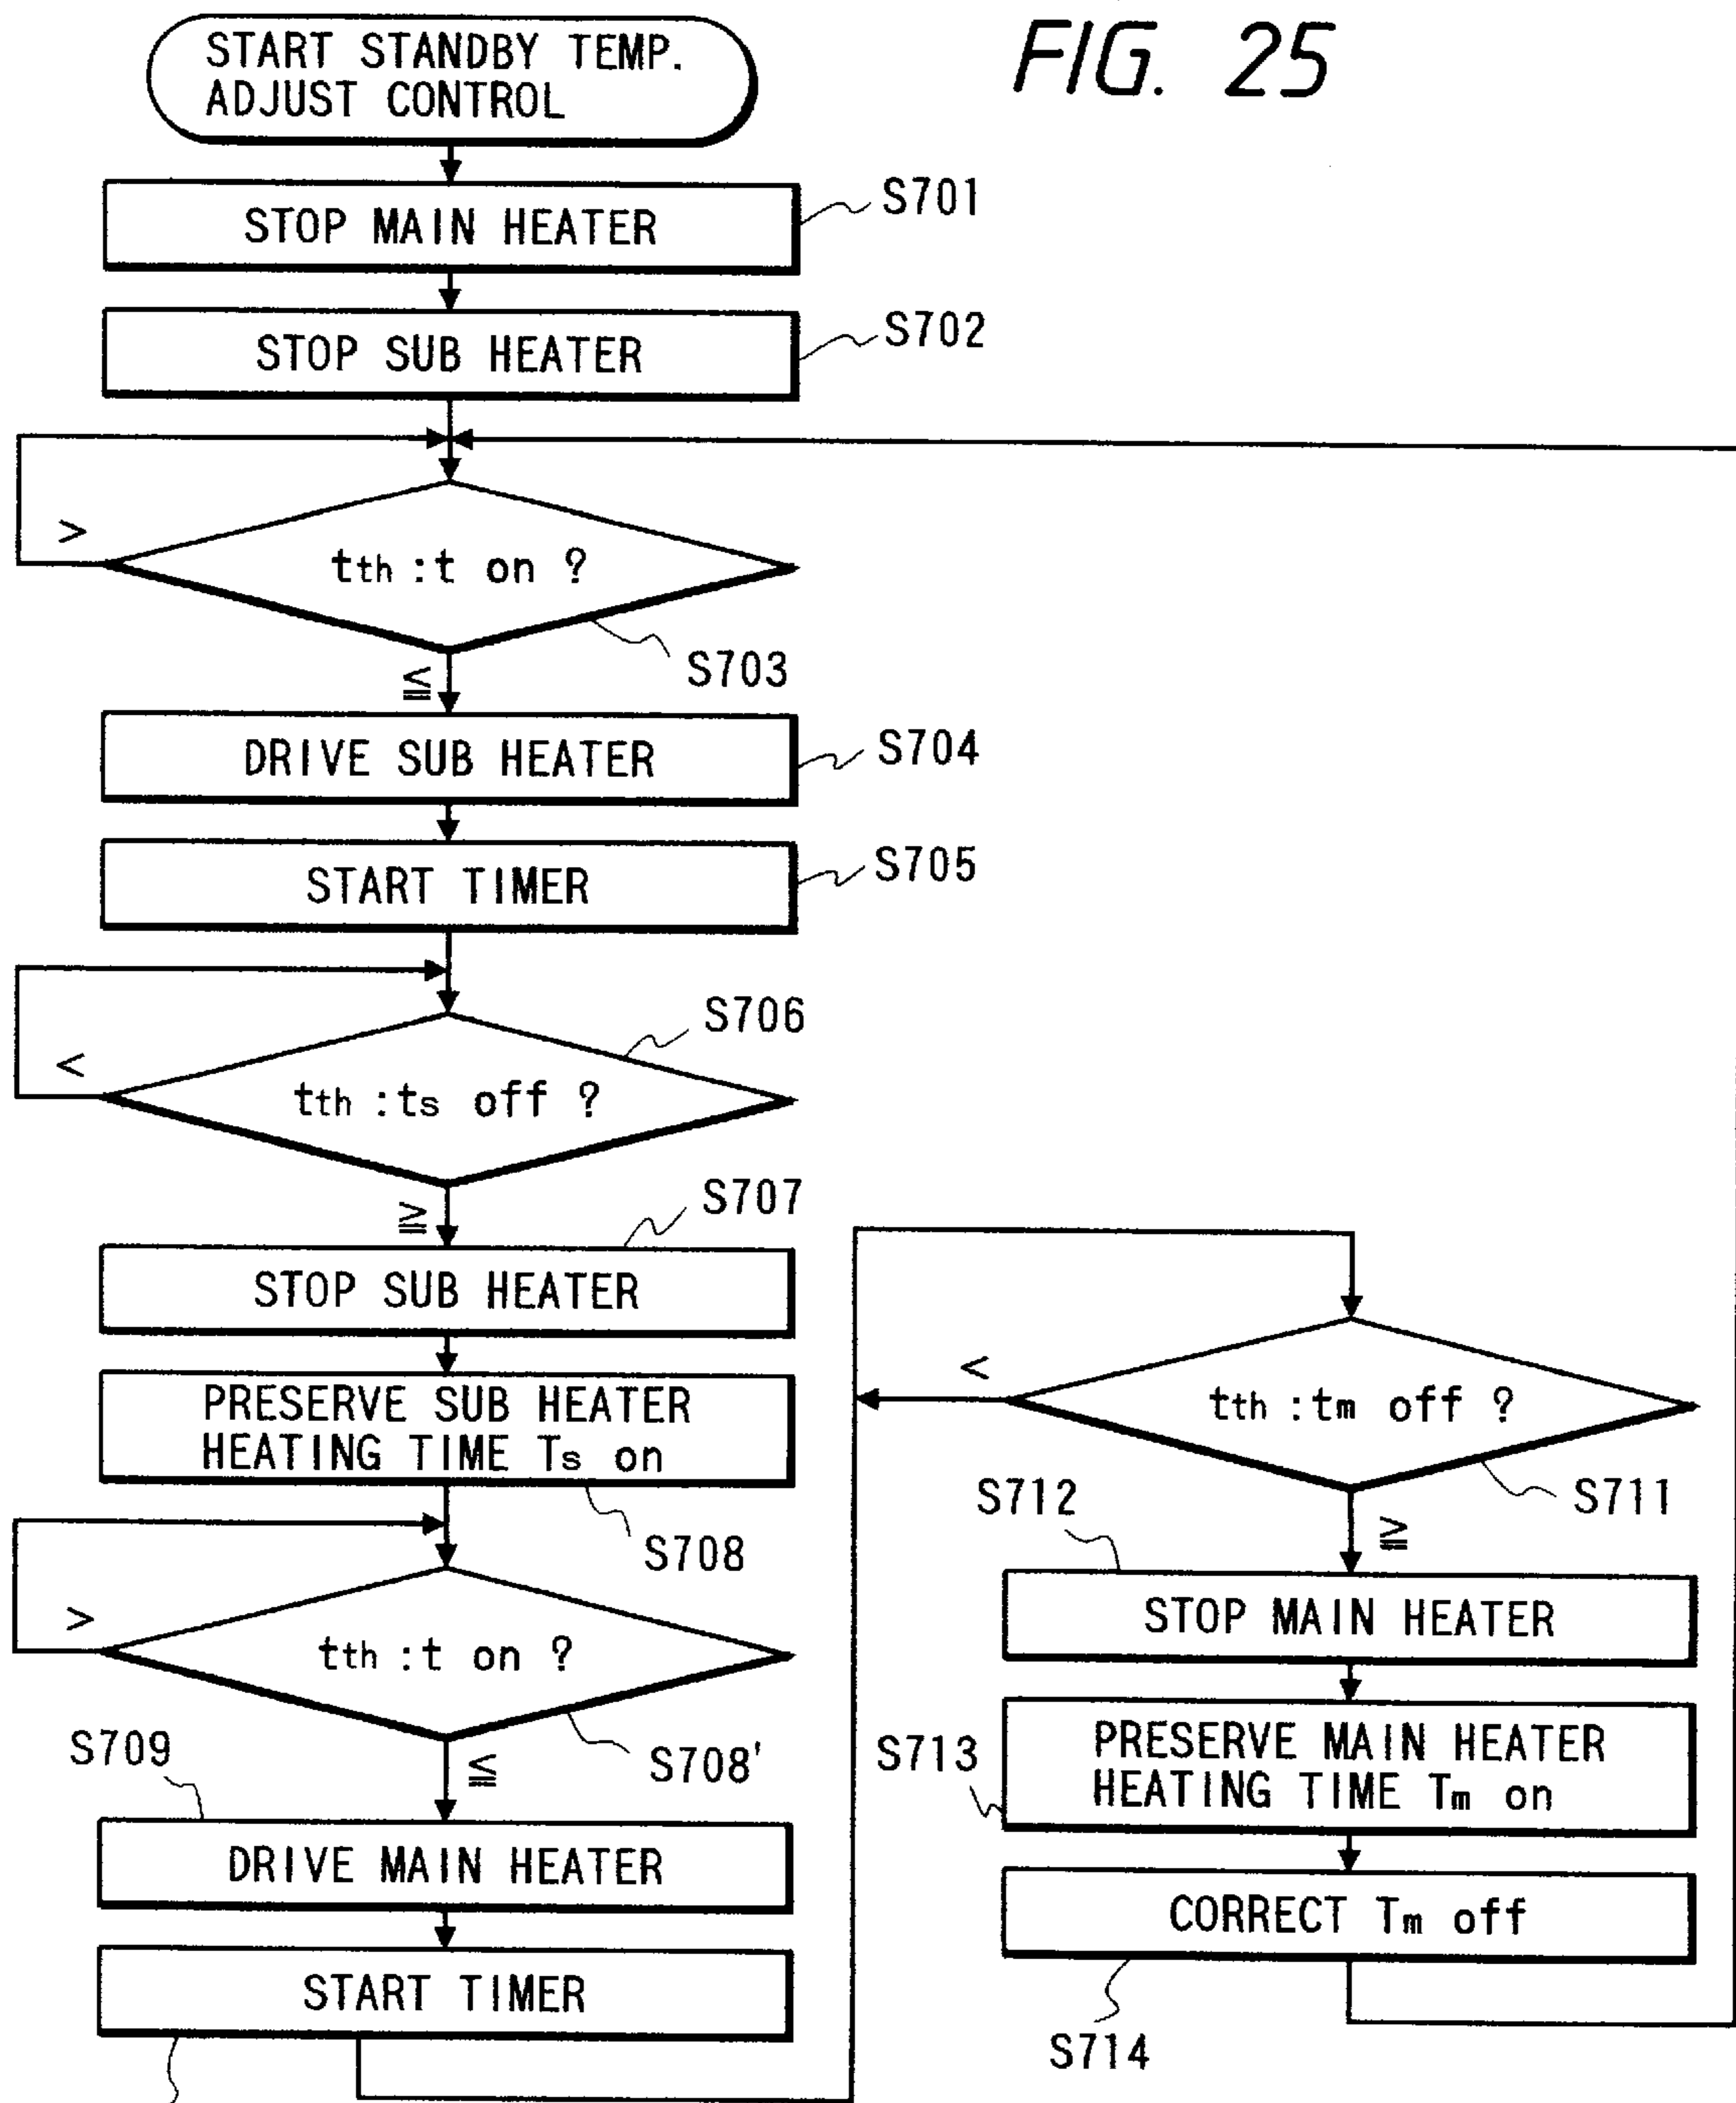 FIG. 25
START STANDBY TEMP.
ADJUST CONTROL
STOP MAIN HEATER
S701
STOP SUB HEATER
S702
>
tth : t on ?
S703
≦
DRIVE SUB HEATER
S704
START TIMER
S705
S706
<
tth : ts off ?
≧
S707
STOP SUB HEATER
PRESERVE SUB HEATER
HEATING TIME Ts on
S708
>
tth : t on ?
S708'
≦
S709
DRIVE MAIN HEATER
START TIMER
<
tth : tm off ?
S711
≧
S712
STOP MAIN HEATER
S713
PRESERVE MAIN HEATER
HEATING TIME Tm on
CORRECT Tm off
S714